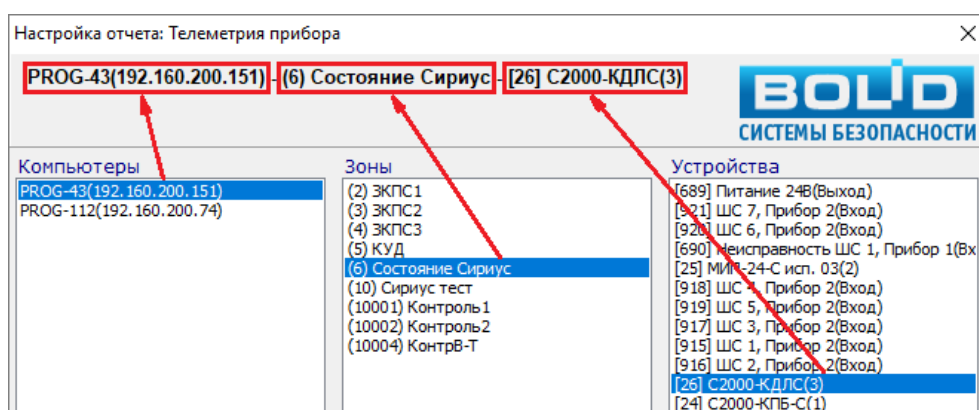 Настройка отчета: Телеметрия прибора
PROG-43(192.160.200.151) - (6) Состояние Сириус - [26] С2000-КДЛС(3)
BOLID
СИСТЕМЫ БЕЗОПАСНОСТИ
Компьютеры
PROG-43(192.160.200.151)
PROG-112(192.160.200.74)
Зоны
(2) ЗКПС1
(3) ЗКПС2
(4) ЗКПС3
(5) КУД
(6) Состояние Сириус
(10) Сириус тест
(10001) Контроль1
(10002) Контроль2
(10004) КонтрВ-Т
Устройства
[689] Питание 24В(Выход)
[921] ШС 7, Прибор 2(Вход)
[920] ШС 6, Прибор 2(Вход)
[690] Неисправность ШС 1, Прибор 1(Вх
[25] МИП-24-С исп. 03(2)
[918] ШС 4, Прибор 2(Вход)
[919] ШС 5, Прибор 2(Вход)
[917] ШС 3, Прибор 2(Вход)
[915] ШС 1, Прибор 2(Вход)
[916] ШС 2, Прибор 2(Вход)
[26] С2000-КДЛС(3)
[24] С2000-КПБ-С(1)